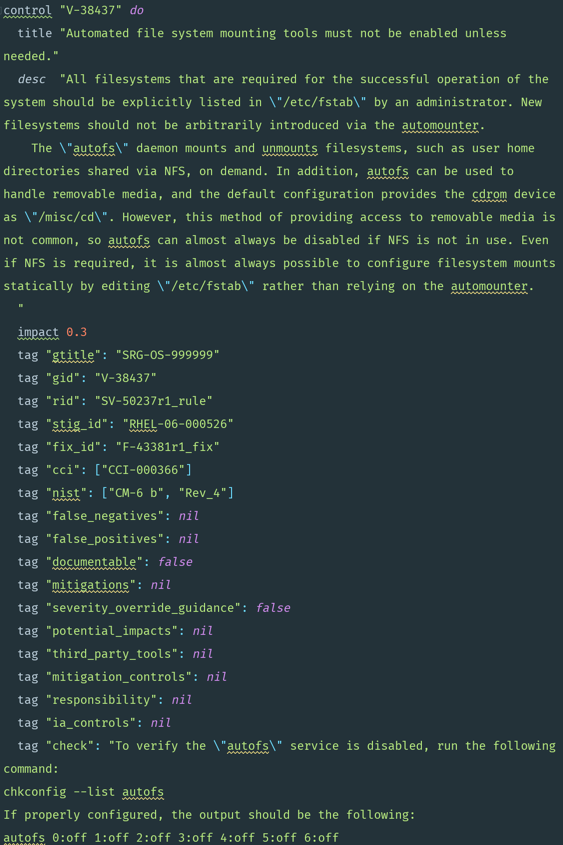 control "V-38437" do
title "Automated file system mounting tools must not be enabled unless
needed."
desc  "All filesystems that are required for the successful operation of the
system should be explicitly listed in \"/etc/fstab\" by an administrator. New
filesystems should not be arbitrarily introduced via the automounter.
The \"autofs\" daemon mounts and unmounts filesystems, such as user home
directories shared via NFS, on demand. In addition, autofs can be used to
handle removable media, and the default configuration provides the cdrom device
as \"/misc/cd\". However, this method of providing access to removable media is
not common, so autofs can almost always be disabled if NFS is not in use. Even
if NFS is required, it is almost always possible to configure filesystem mounts
statically by editing \"/etc/fstab\" rather than relying on the automounter.
"
impact 0.3
tag "gtitle": "SRG-OS-999999"
tag "gid": "V-38437"
tag "rid": "SV-50237r1_rule"
tag "stig_id": "RHEL-06-000526"
tag "fix_id": "F-43381r1_fix"
tag "cci": ["CCI-000366"]
tag "nist": ["CM-6 b", "Rev_4"]
tag "false_negatives": nil
tag "false_positives": nil
tag "documentable": false
tag "mitigations": nil
tag "severity_override_guidance": false
tag "potential_impacts": nil
tag "third_party_tools": nil
tag "mitigation_controls": nil
tag "responsibility": nil
tag "ia_controls": nil
tag "check": "To verify the \"autofs\" service is disabled, run the following
command:
chkconfig --list autofs
If properly configured, the output should be the following:
autofs 0:off 1:off 2:off 3:off 4:off 5:off 6:off